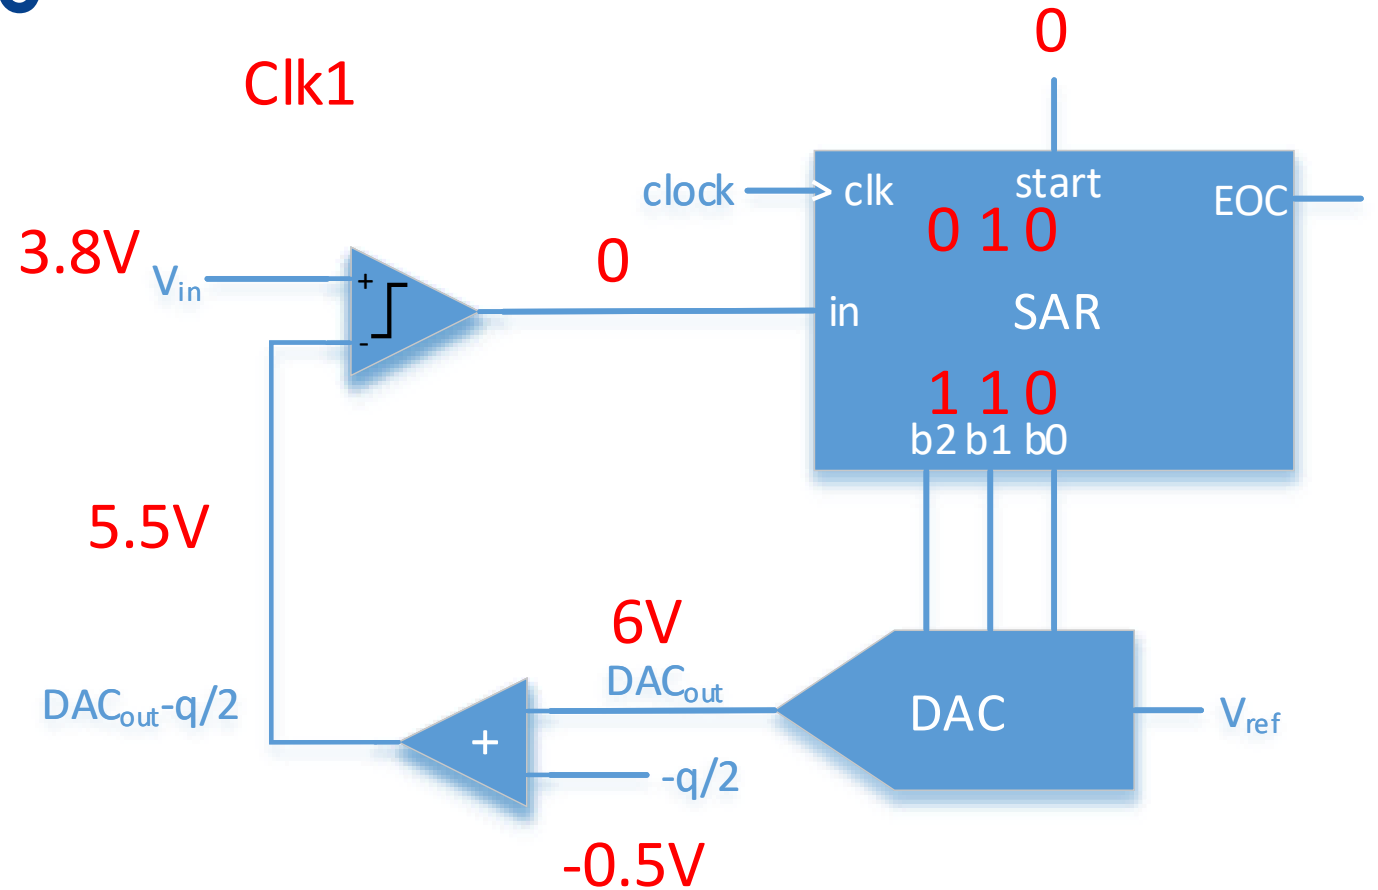 0
Clk1
clock
clk
start
EOC
0 1 0
3.8V
Vin
+
0
in
SAR
-
1 1 0
b2 b1 b0
5.5V
6V
DACout
DACout-q/2
+
DAC
Vref
-q/2
-0.5V